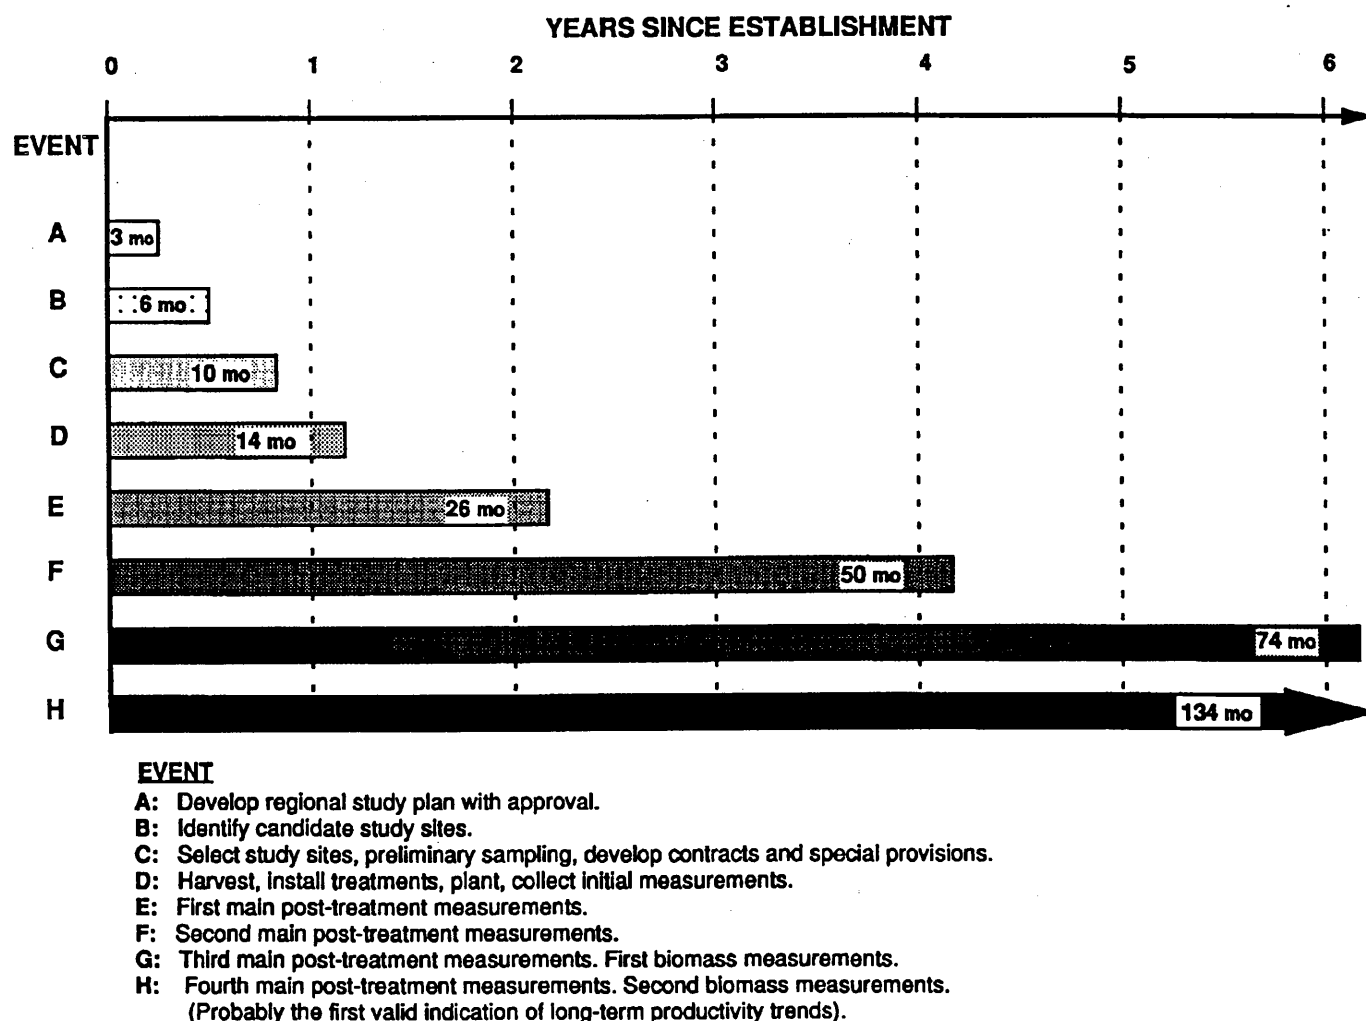 YEARS SINCE ESTABLISHMENT
0 1 2 3 4 5 6
EVENT
A 3 mo
B 6 mo
C 10 mo
D 14 mo
E 26 mo
F 50 mo
G 74 mo
H 134 mo
EVENT
A: Develop regional study plan with approval.
B: Identify candidate study sites.
C: Select study sites, preliminary sampling, develop contracts and special provisions.
D: Harvest, install treatments, plant, collect initial measurements.
E: First main post-treatment measurements.
F: Second main post-treatment measurements.
G: Third main post-treatment measurements. First biomass measurements.
H: Fourth main post-treatment measurements. Second biomass measurements.
(Probably the first valid indication of long-term productivity trends).